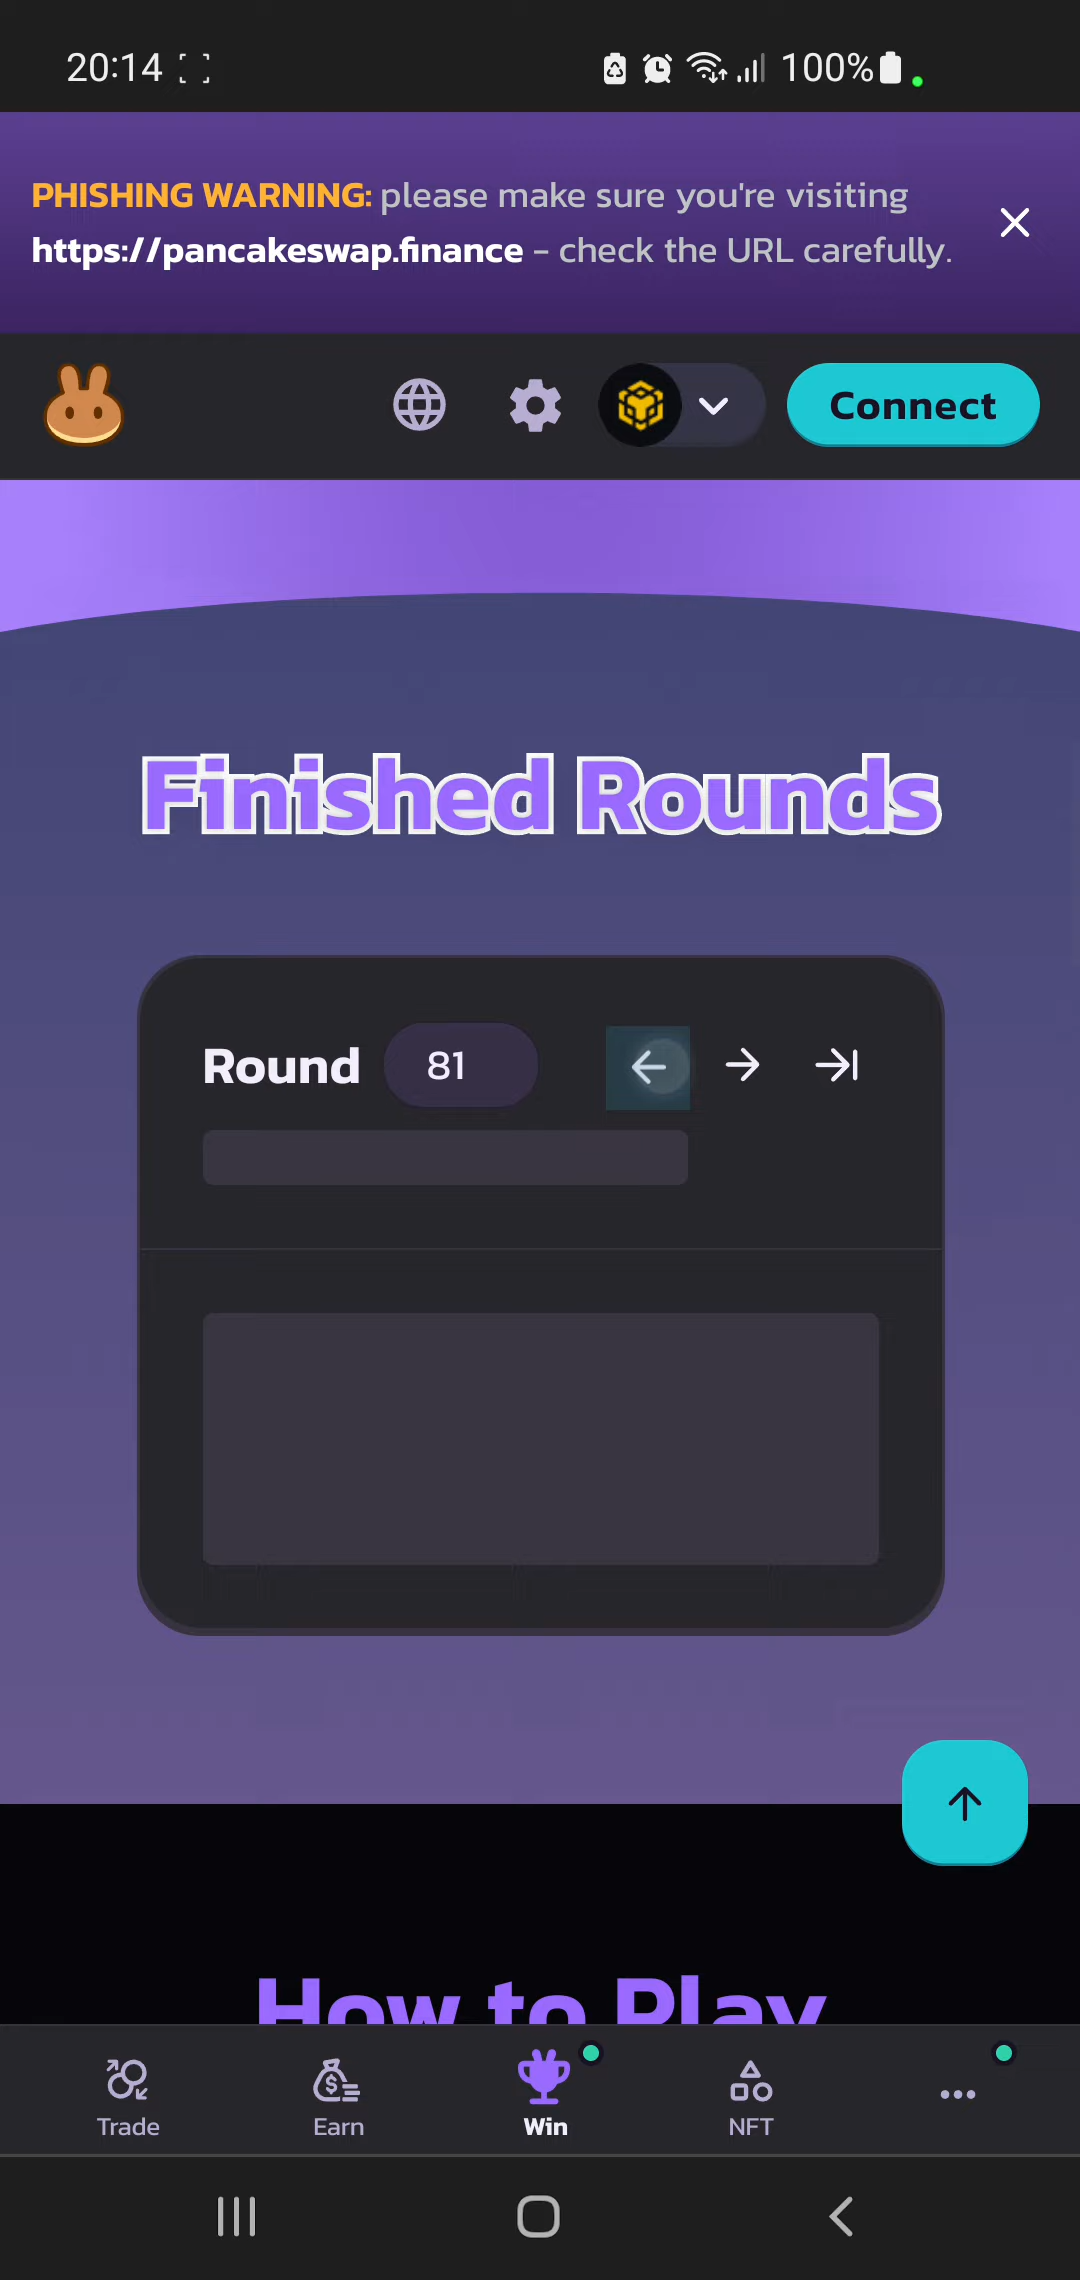 20:14
100%
PHISHING WARNING: please make sure you're visiting
https://pancakeswap.finance - check the URL carefully.
Connect
Finished Rounds
Round 81
How to Play
Trade
Earn
Win
NFT